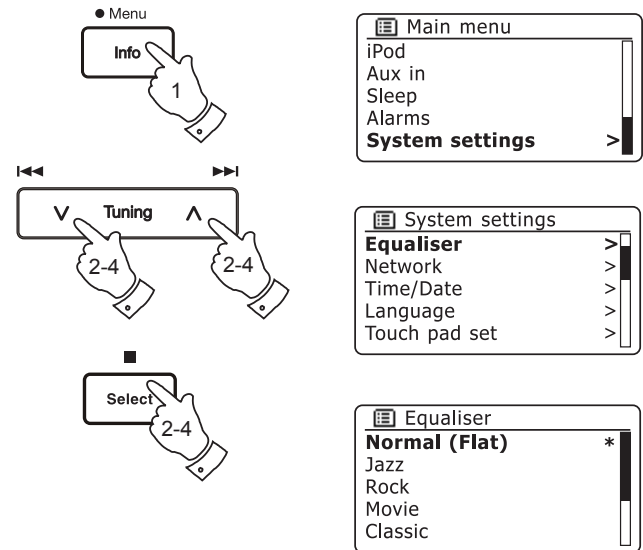 ● Menu
Info
1
Tuning
2-4
2-4
Select
2-4
Main menu
iPod
Aux in
Sleep
Alarms
System settings >
System settings
Equaliser >
Network >
Time/Date >
Language >
Touch pad set >
Equaliser
Normal (Flat) *
Jazz
Rock
Movie
Classic